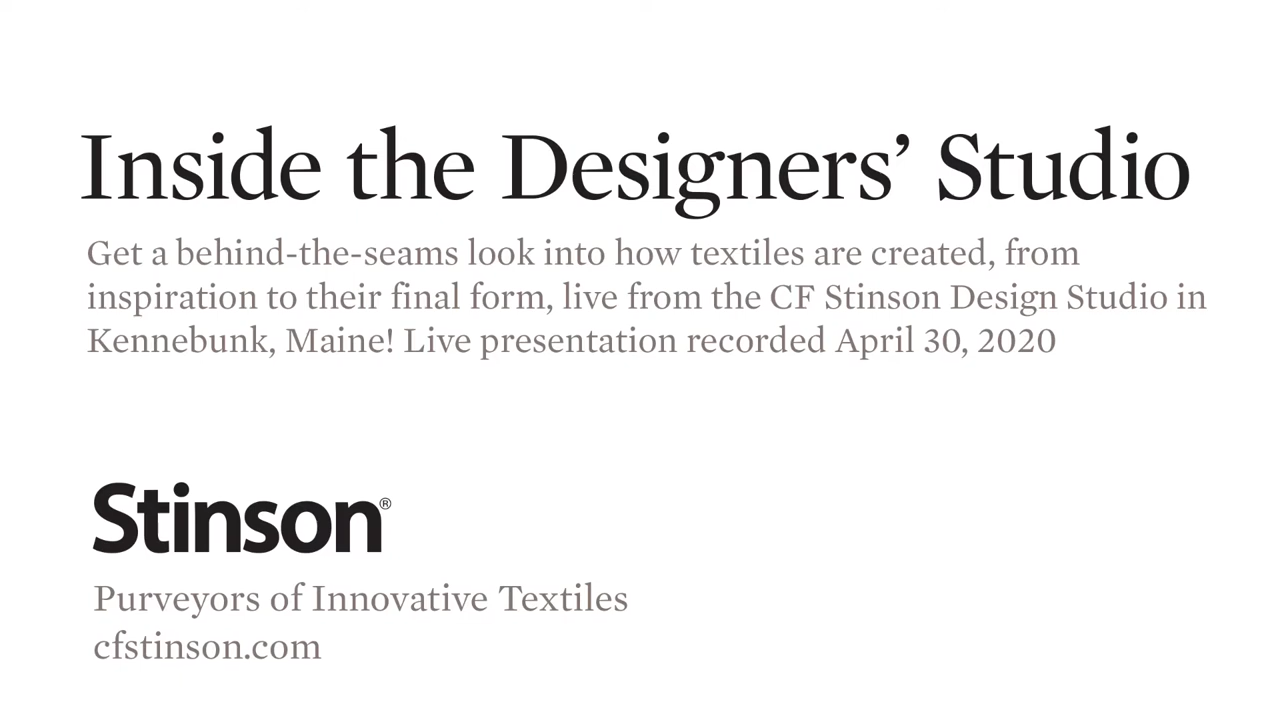 Inside the Designers’ Studio
Get a behind-the-seams look into how textiles are created, from
inspiration to their final form, live from the CF Stinson Design Studio in
Kennebunk, Maine! Live presentation recorded April 30, 2020
Stinson®
Purveyors of Innovative Textiles
cfstinson.com